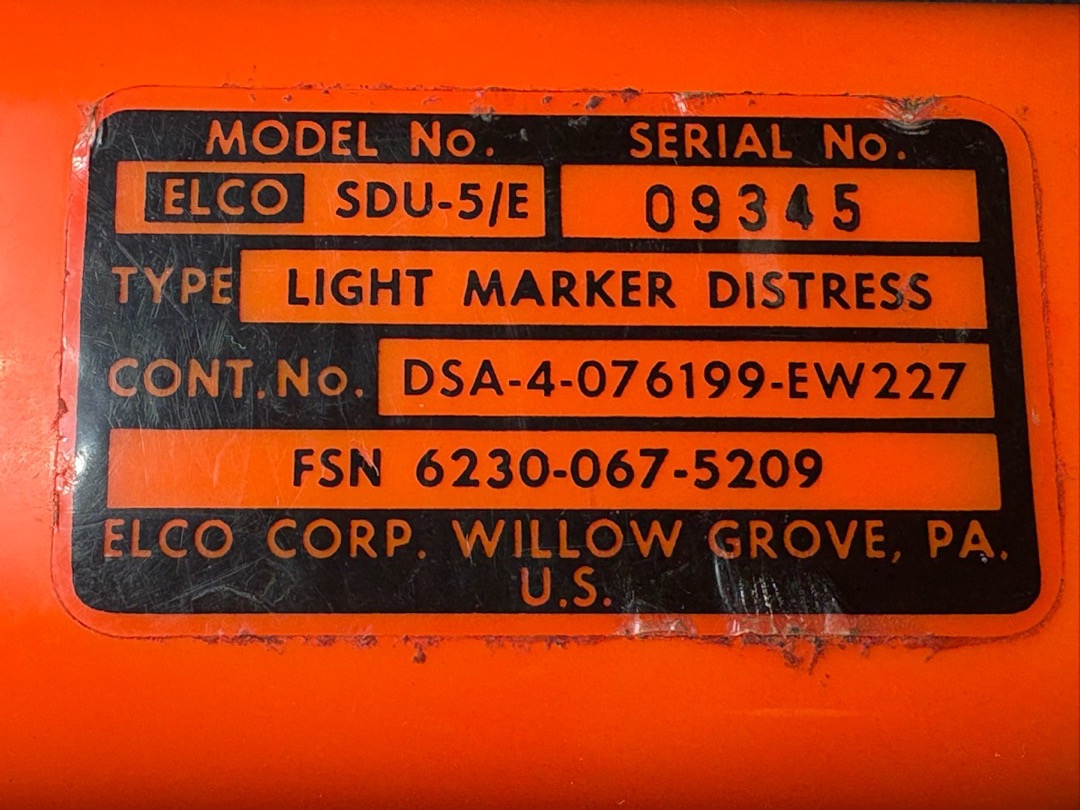 MODEL No. SERIAL No.
ELCO SDU-5/E 09345
TYPE LIGHT MARKER DISTRESS
CONT. No. DSA-4-076199-EW227
FSN 6230-067-5209
ELCO CORP. WILLOW GROVE, PA.
U.S.